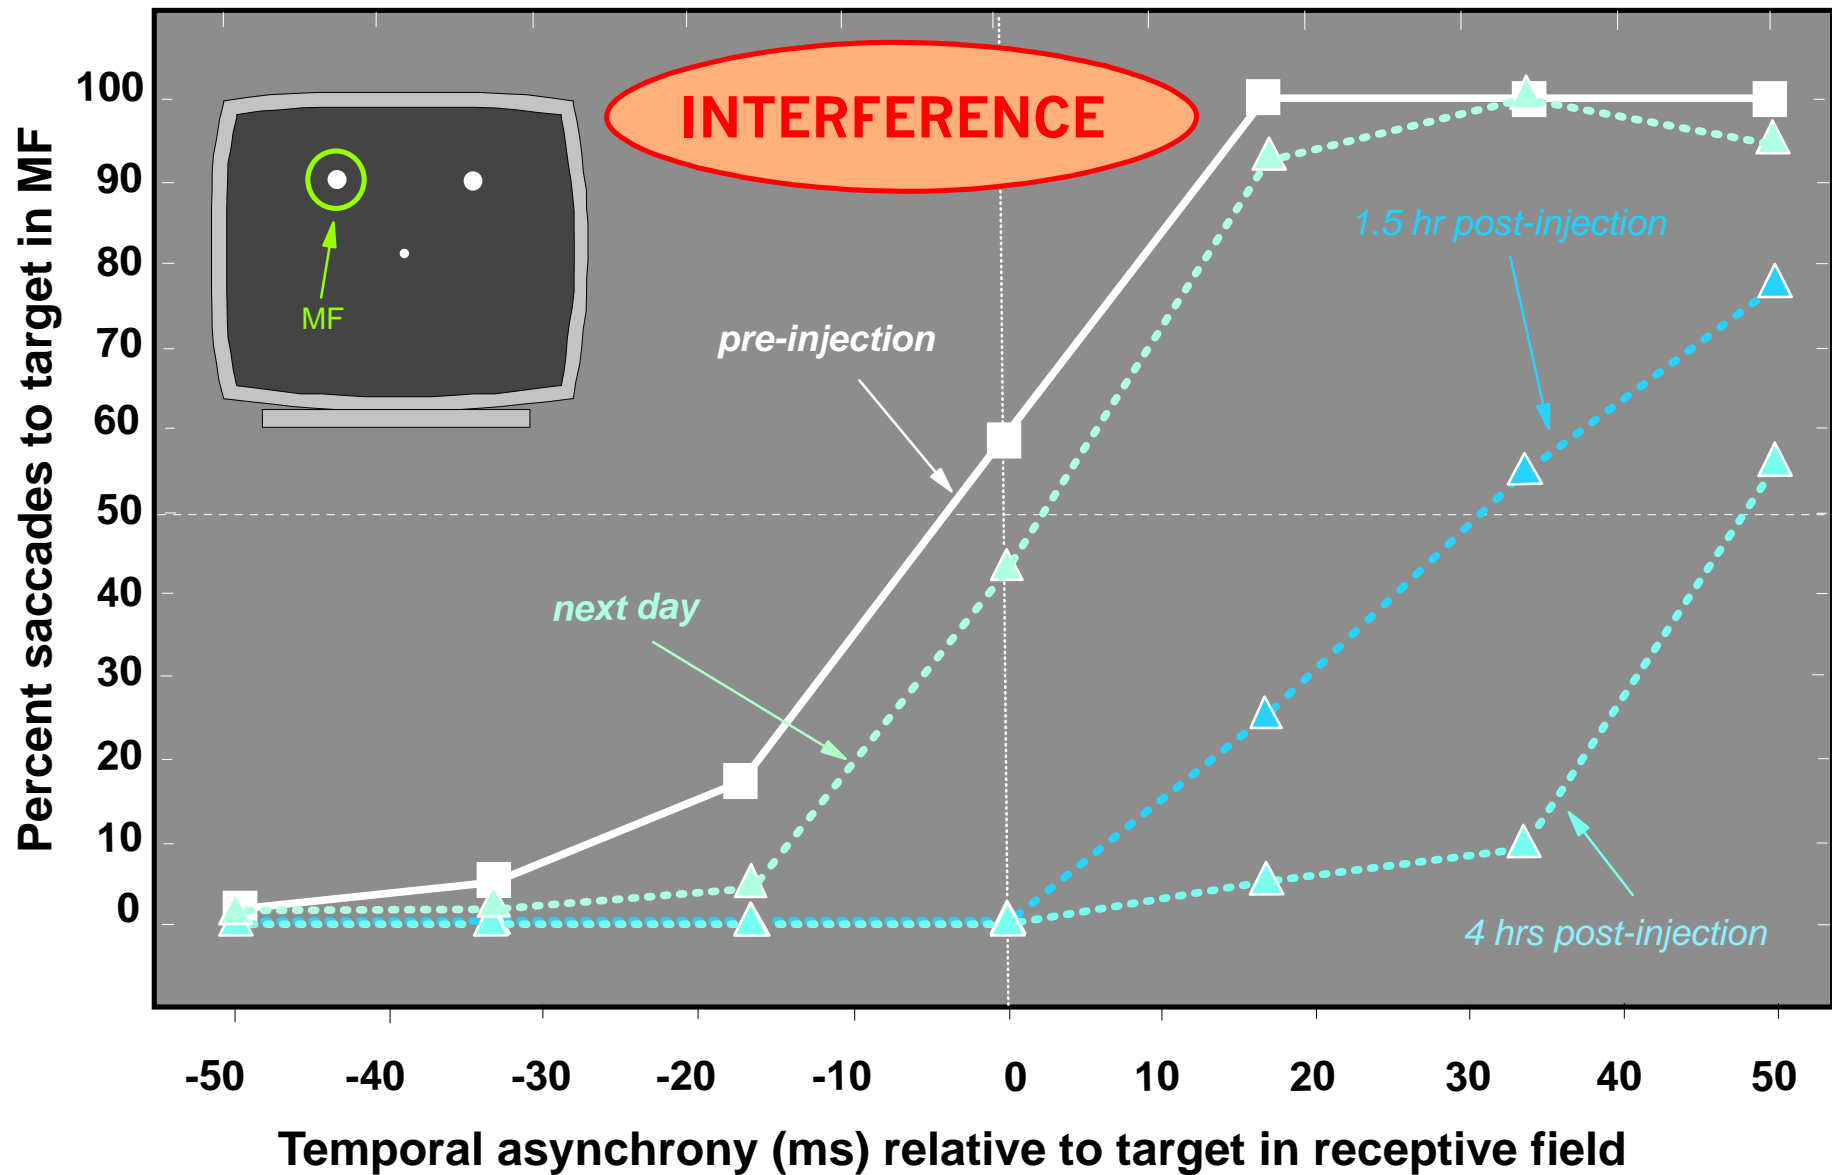 INTERFERENCE
MF
pre-injection
next day
1.5 hr post-injection
4 hrs post-injection
Percent saccades to target in MF
100
90
80
70
60
50
40
30
20
10
0
-50 -40 -30 -20 -10 0 10 20 30 40 50
Temporal asynchrony (ms) relative to target in receptive field